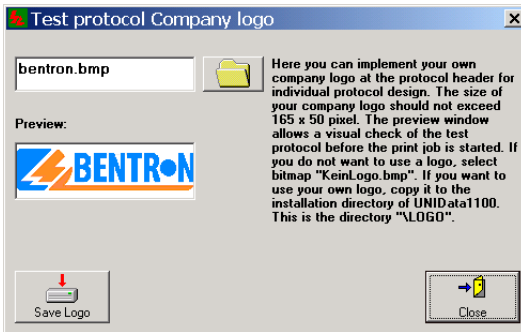 Test protocol Company logo
bentron.bmp
Preview:
BENTRON
Here you can implement your own
company logo at the protocol header for
individual protocol design. The size of
your company logo should not exceed
165 x 50 pixel. The preview window
allows a visual check of the test
protocol before the print job is started. If
you do not want to use a logo, select
bitmap "KeinLogo.bmp". If you want to
use your own logo, copy it to the
installation directory of UNIData1100.
This is the directory "\LOGO".
Save Logo
Close